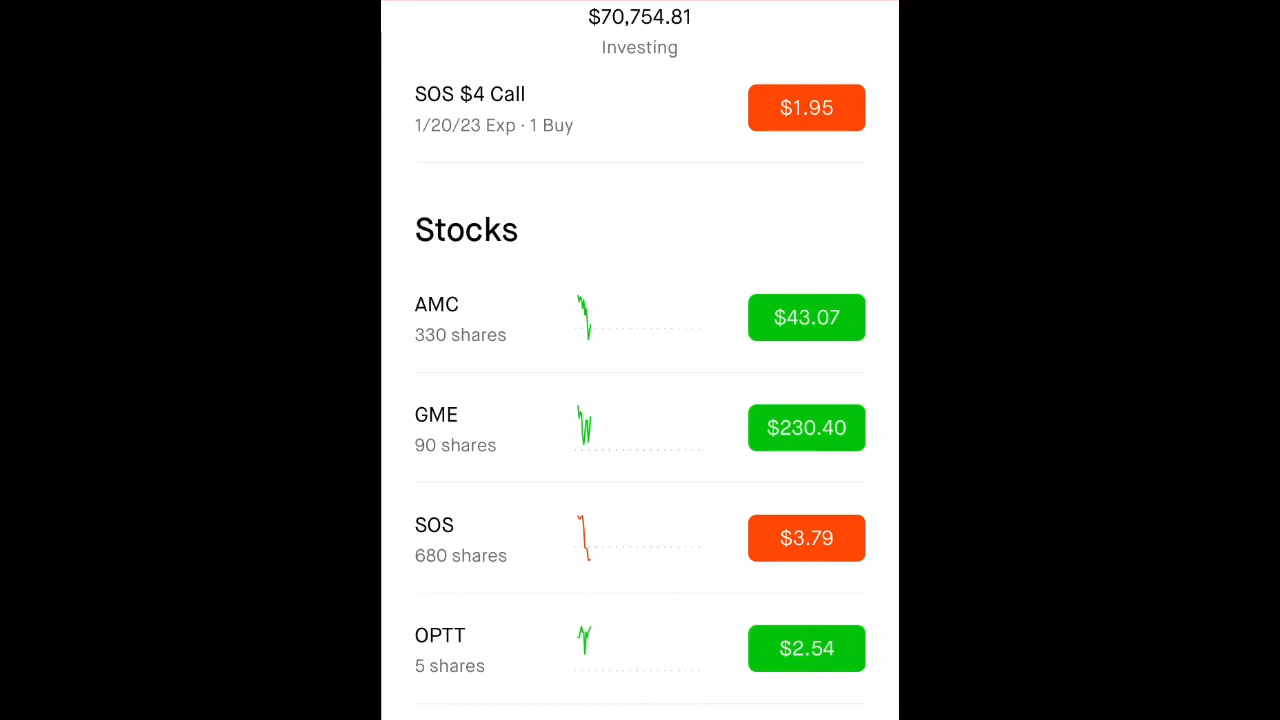 $70,754.81
Investing
SOS $4 Call
1/20/23 Exp · 1 Buy
$1.95
Stocks
AMC
330 shares
$43.07
GME
90 shares
$230.40
SOS
680 shares
$3.79
OPTT
5 shares
$2.54